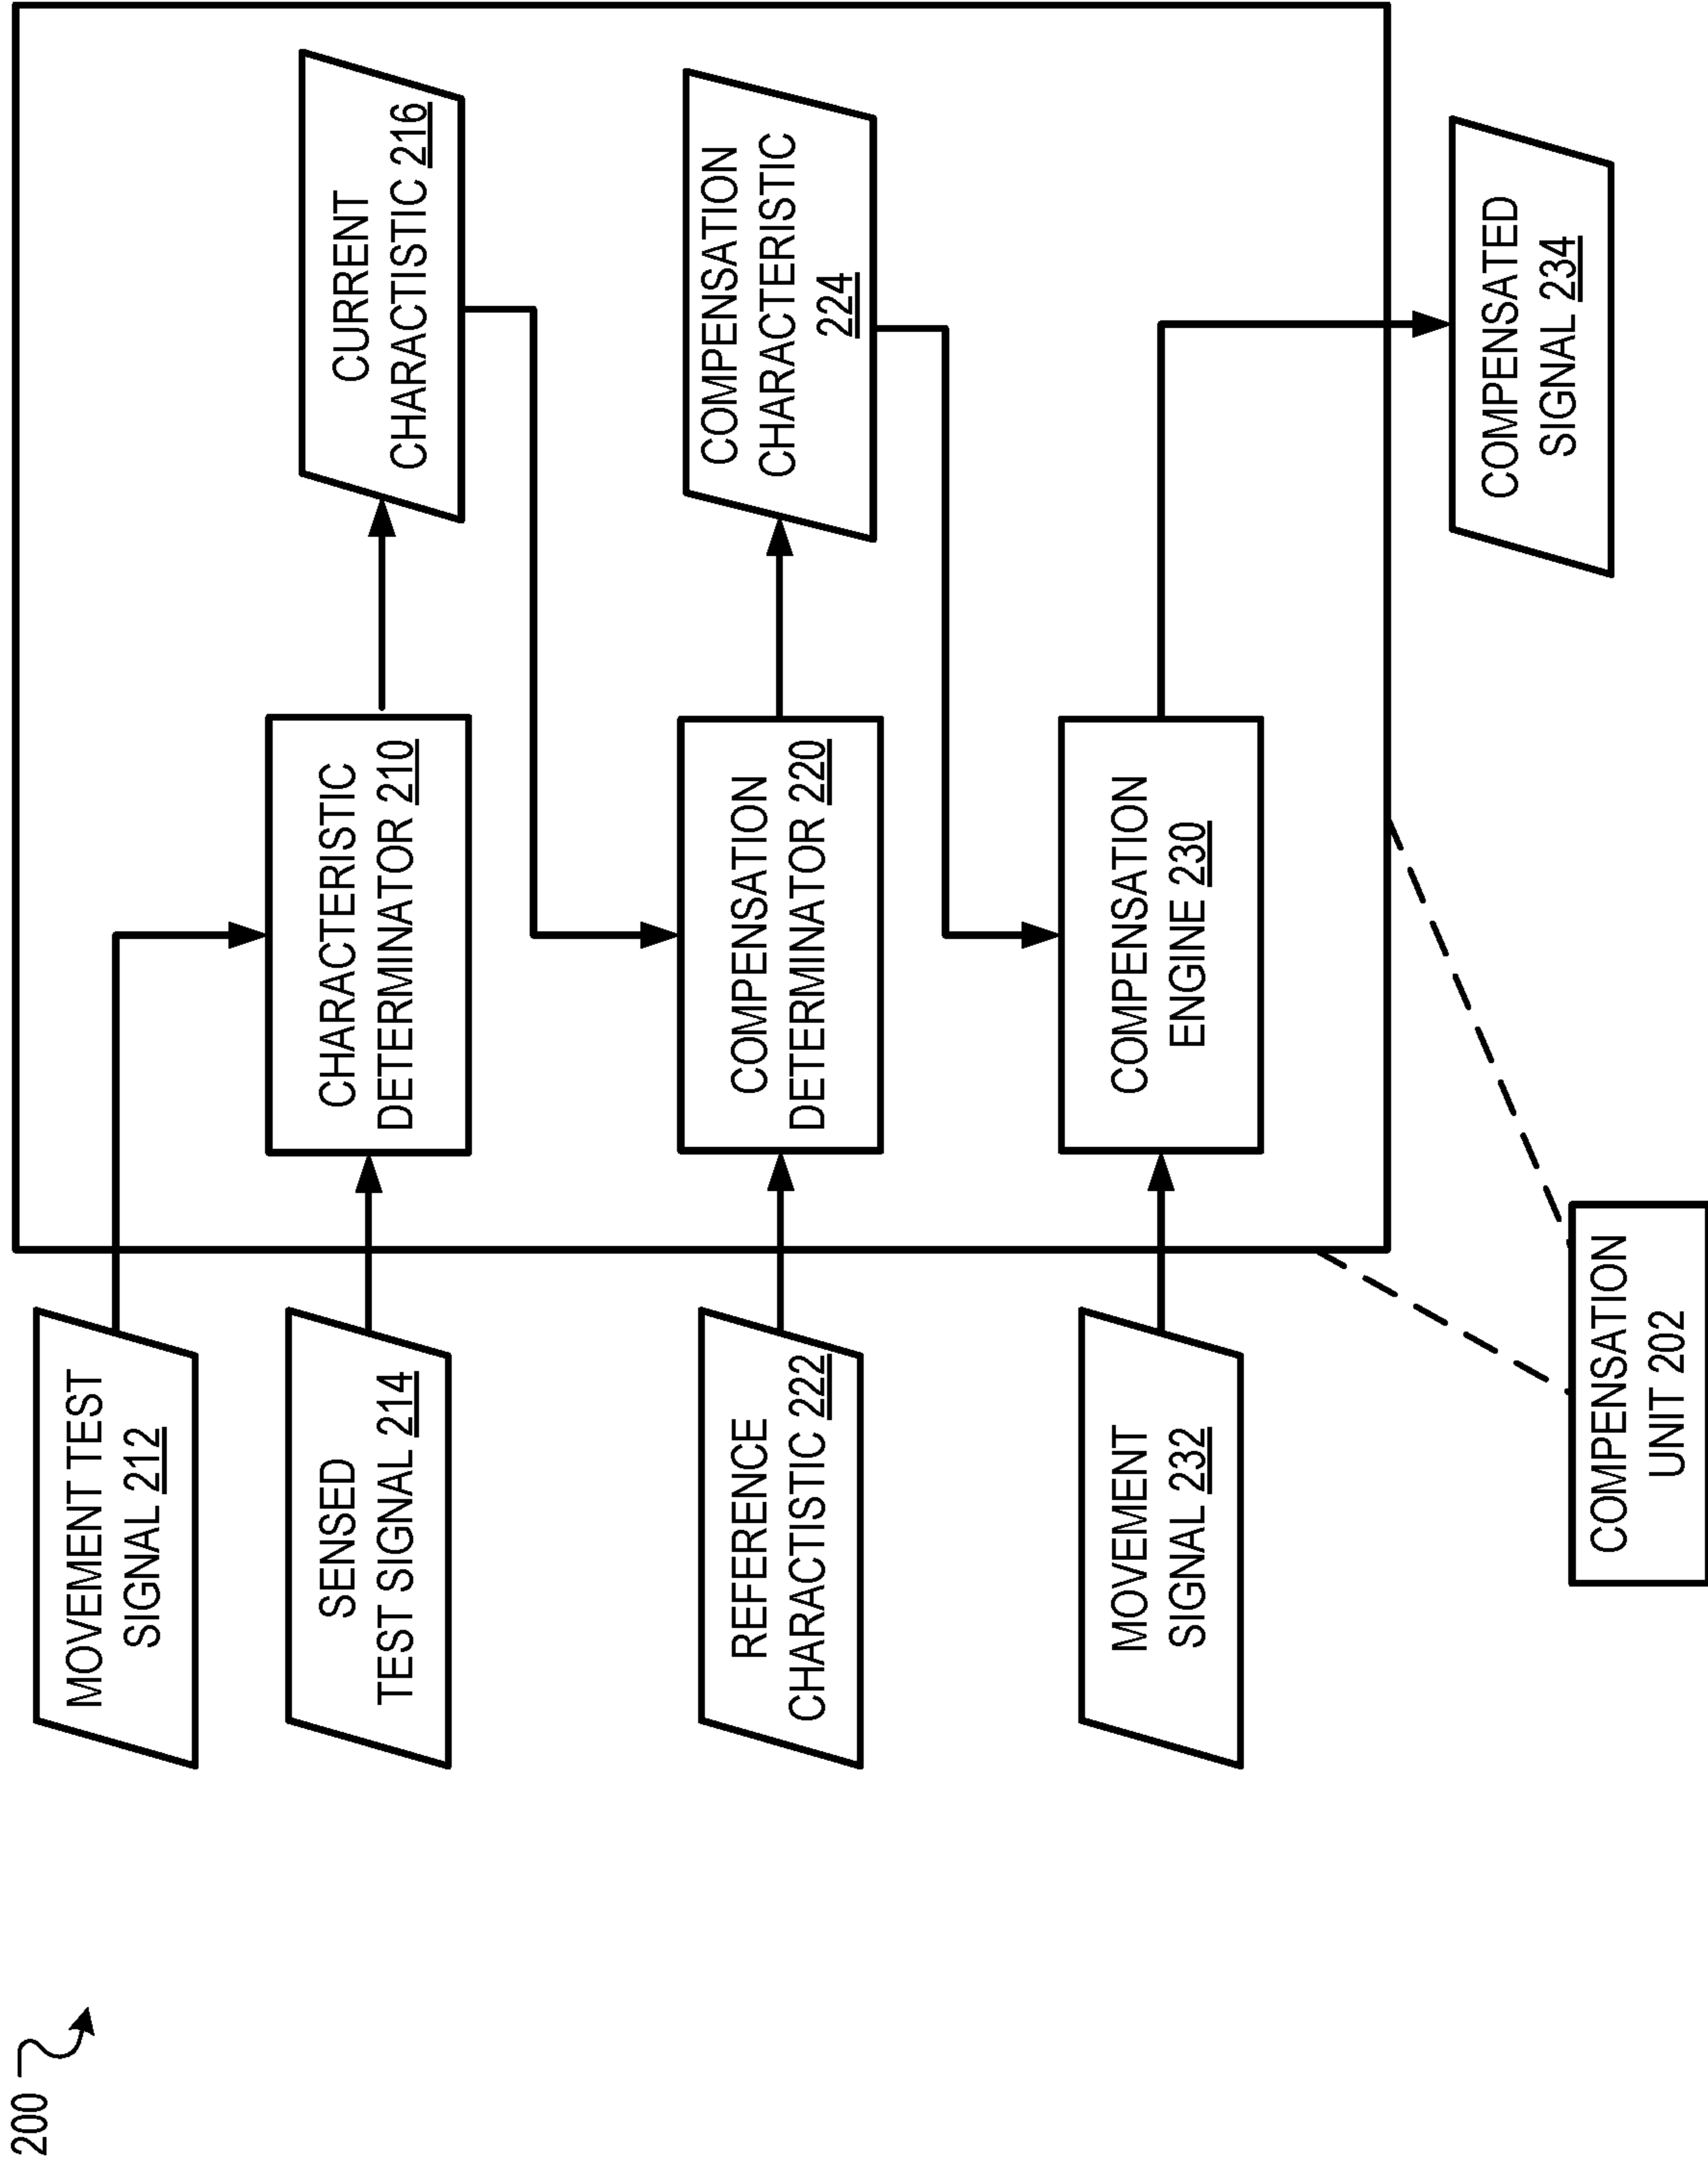 200
MOVEMENT TEST
SIGNAL 212
SENSED
TEST SIGNAL 214
CHARACTERISTIC
DETERMINATOR 210
CURRENT
CHARACTISTIC 216
REFERENCE
CHARACTISTIC 222
COMPENSATION
DETERMINATOR 220
COMPENSATION
CHARACTERISTIC
224
MOVEMENT
SIGNAL 232
COMPENSATION
ENGINE 230
COMPENSATED
SIGNAL 234
COMPENSATION
UNIT 202